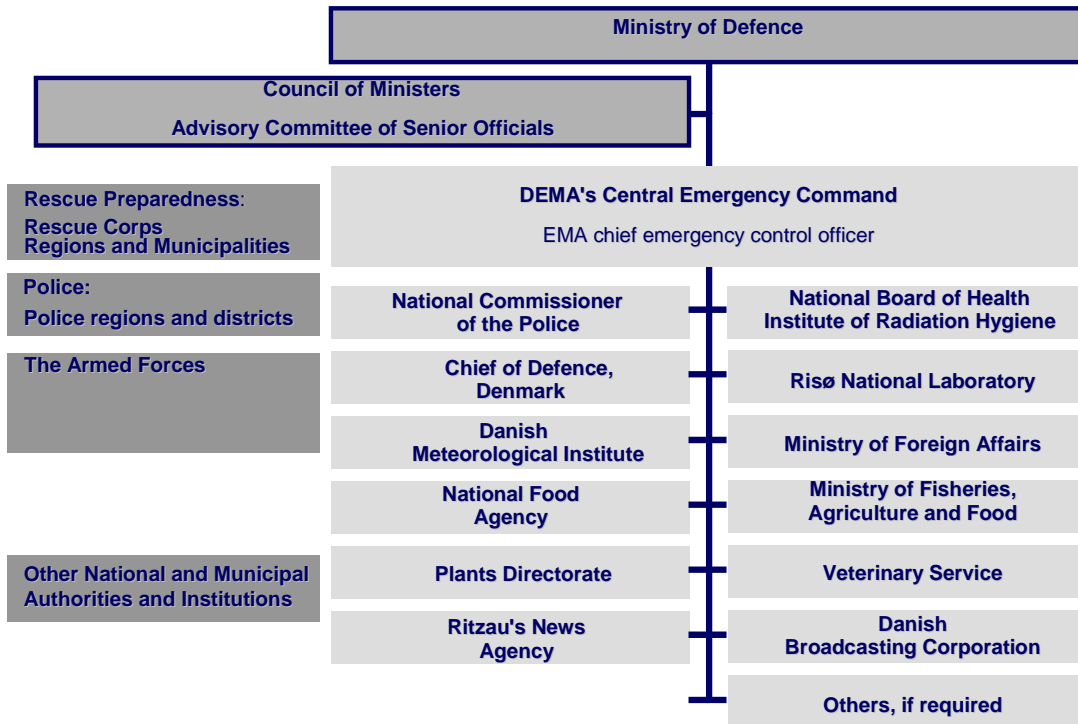 Ministry of Defence
Council of Ministers
Advisory Committee of Senior Officials
Rescue Preparedness:
Rescue Corps
Regions and Municipalities
DEMA's Central Emergency Command
EMA chief emergency control officer
Police:
Police regions and districts
National Commissioner
of the Police
National Board of Health
Institute of Radiation Hygiene
The Armed Forces
Chief of Defence,
Denmark
Risø National Laboratory
Danish
Meteorological Institute
Ministry of Foreign Affairs
National Food
Agency
Ministry of Fisheries,
Agriculture and Food
Other National and Municipal
Authorities and Institutions
Plants Directorate
Veterinary Service
Ritzau's News
Agency
Danish
Broadcasting Corporation
Others, if required